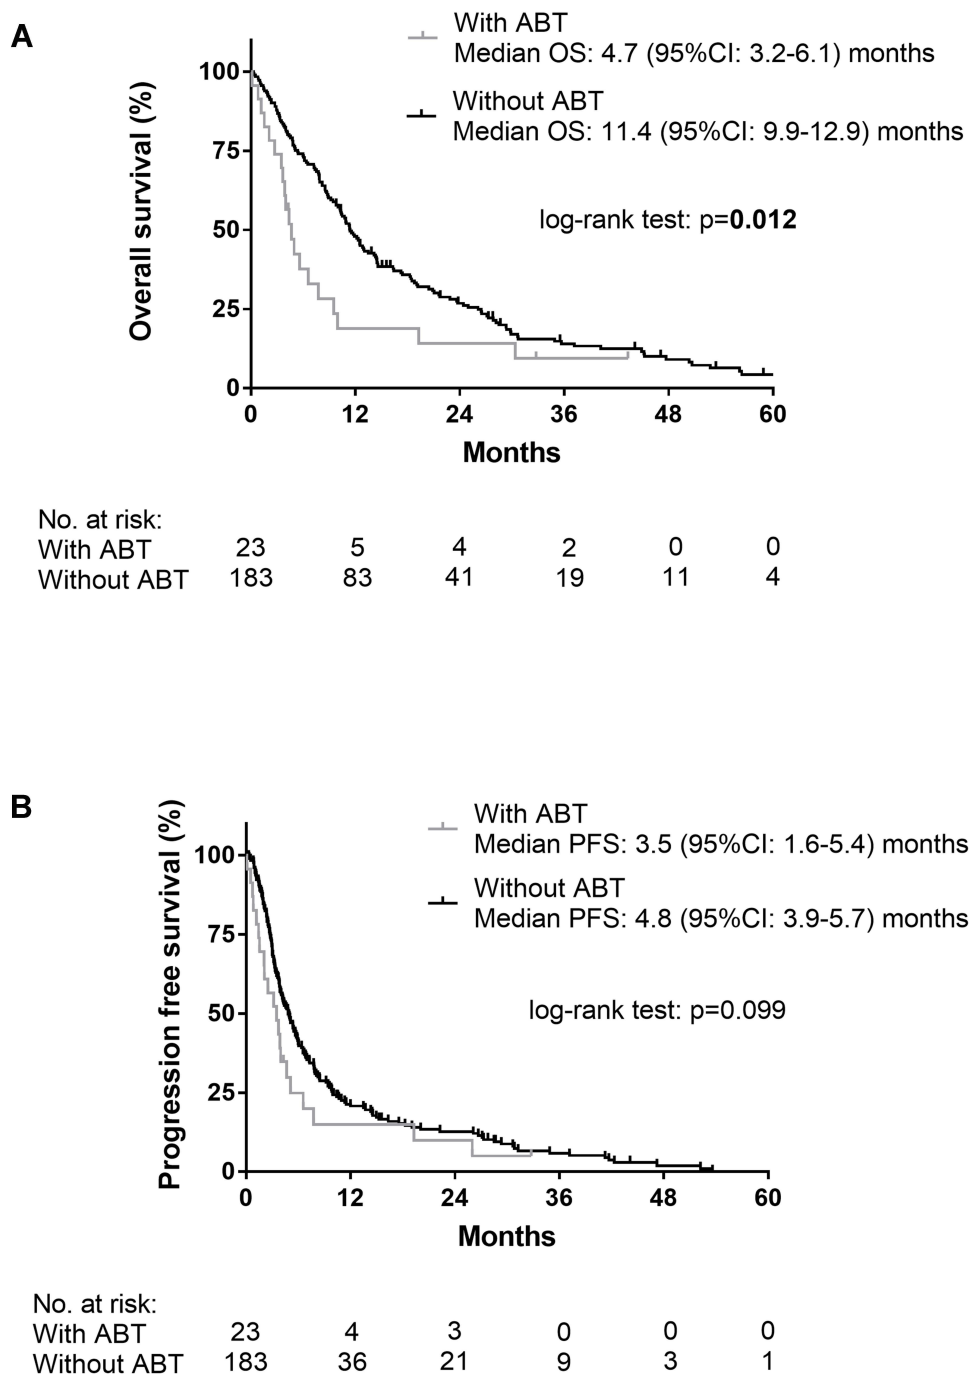 A
With ABT
Median OS: 4.7 (95%CI: 3.2-6.1) months
Without ABT
Median OS: 11.4 (95%CI: 9.9-12.9) months
log-rank test: p=0.012
Overall survival (%)
100
75
50
25
0
0 12 24 36 48 60
Months
No. at risk:
With ABT 23 5 4 2 0 0
Without ABT 183 83 41 19 11 4
B
With ABT
Median PFS: 3.5 (95%CI: 1.6-5.4) months
Without ABT
Median PFS: 4.8 (95%CI: 3.9-5.7) months
log-rank test: p=0.099
Progression free survival (%)
100
75
50
25
0
0 12 24 36 48 60
Months
No. at risk:
With ABT 23 4 3 0 0 0
Without ABT 183 36 21 9 3 1